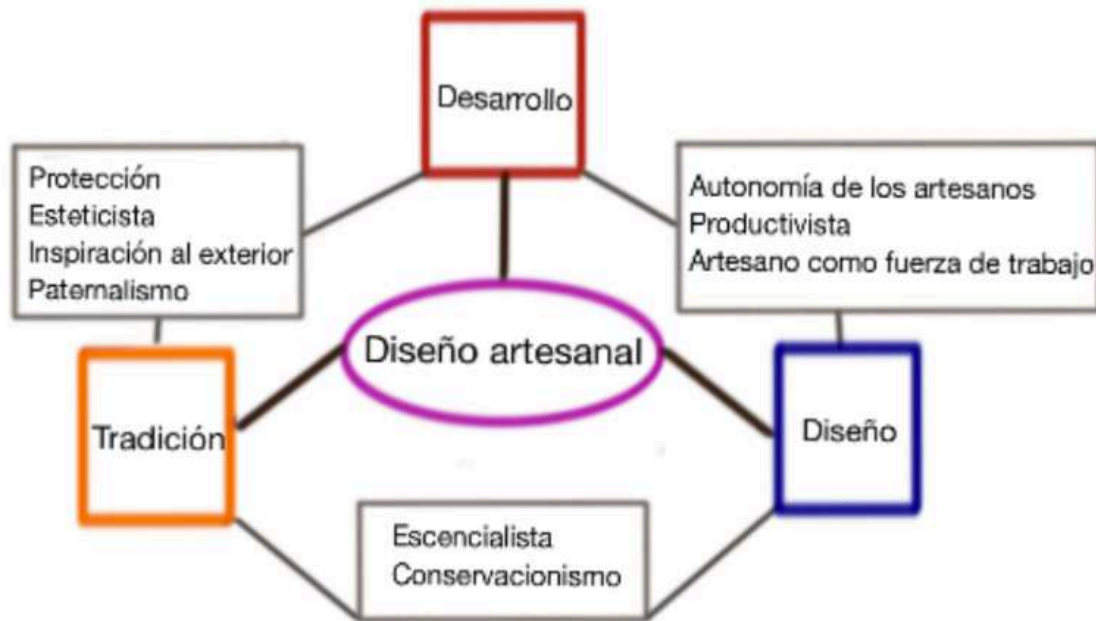 Desarrollo
Protección
Esteticista
Inspiración al exterior
Paternalismo
Autonomía de los artesanos
Productivista
Artesano como fuerza de trabajo
Diseño artesanal
Tradición
Diseño
Escencialista
Conservacionismo